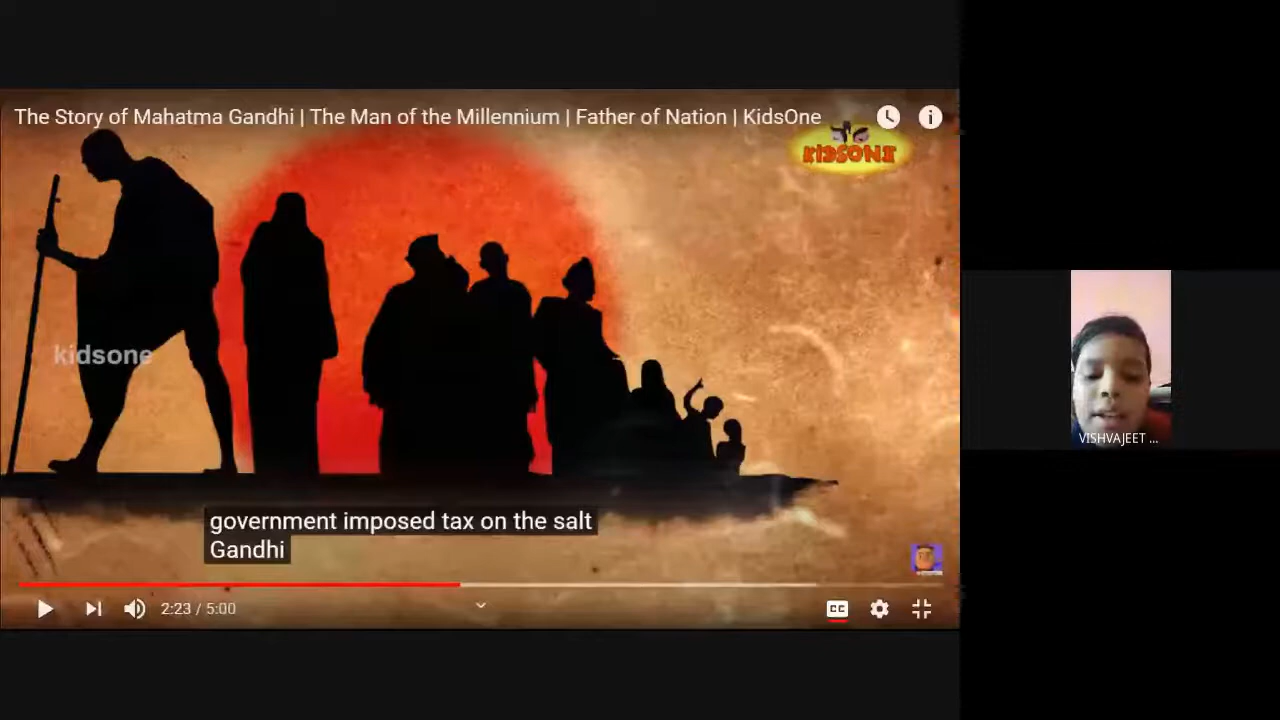 The Story of Mahatma Gandhi | The Man of the Millennium | Father of Nation | KidsOne
KIDSONE
kidsone
government imposed tax on the salt
Gandhi
2:23 / 5:00
CC
VISHVAJEET ...